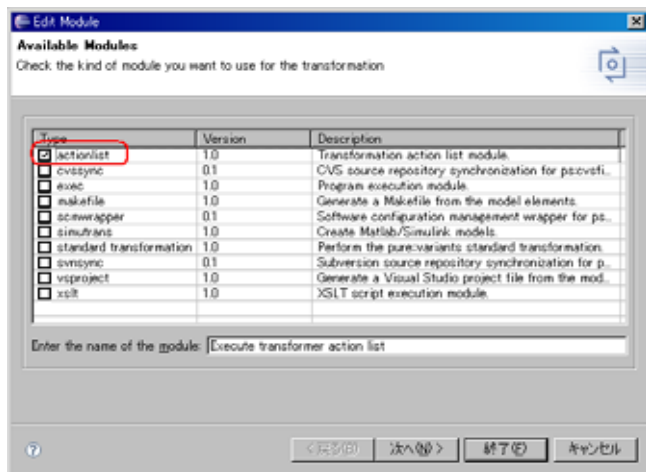 Edit Module
Available Modules
Check the kind of module you want to use for the transformation
Type Version Description
actionlist 1.0 Transformation action list module.
cvssync 0.1 CVS source repository synchronization for ps:cvsfi..
exec 1.0 Program execution module.
makefile 1.0 Generate a Makefile from the model elements.
scmwrapper 0.1 Software configuration management wrapper for ps..
simutrans 1.0 Create Matlab/Simulink models.
standard transformation 1.0 Perform the pure::variants standard transformation.
svnsync 0.1 Subversion source repository synchronization for p..
vsproject 1.0 Generate a Visual Studio project file from the mod..
xslt 1.0 XSLT script execution module.
Enter the name of the module: Execute transformer action list
< 戻る(B) 次へ(N) > 終了(F) キャンセル